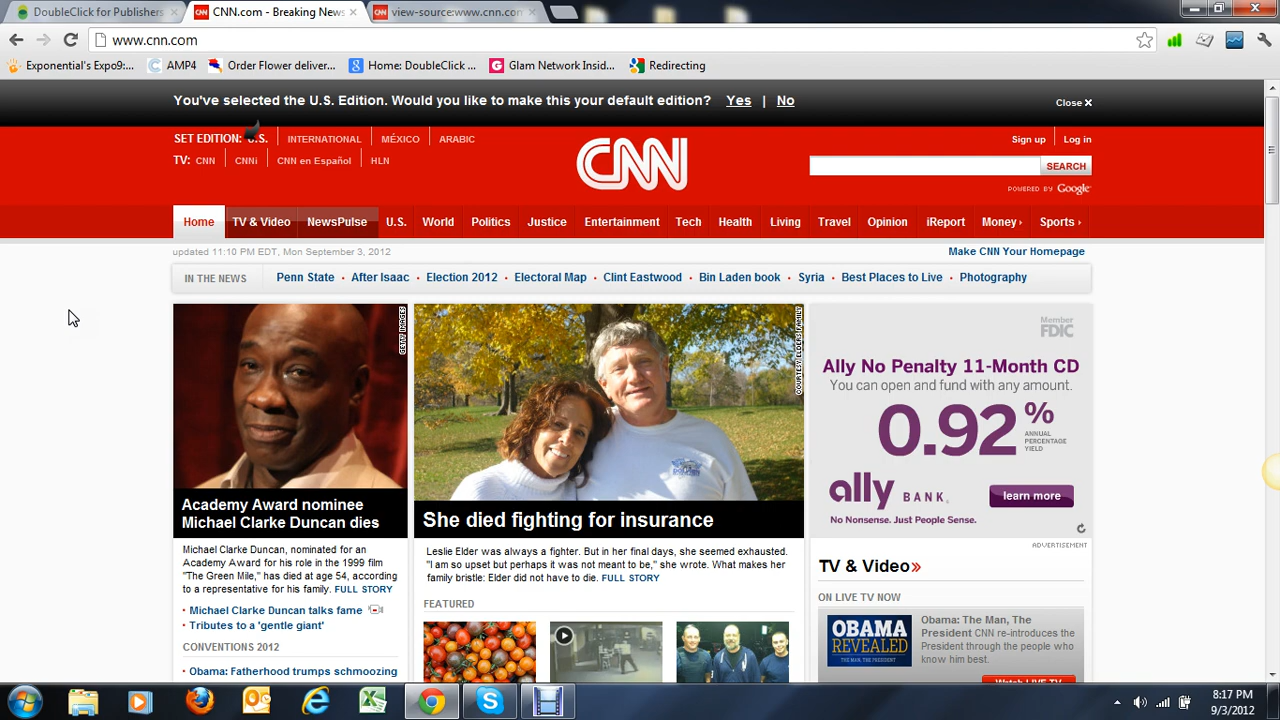 DoubleClick for Publishers
CNN.com - Breaking News
view-source:www.cnn.com
www.cnn.com
Exponential's Expo9:...
AMP4
Order Flower deliver...
Home: DoubleClick ...
Glam Network Insid...
Redirecting
You've selected the U.S. Edition. Would you like to make this your default edition? Yes | No
Close
SET EDITION: U.S. INTERNATIONAL MÉXICO ARABIC
TV: CNN CNNi CNN en Español HLN
CNN
Sign up Log in
SEARCH
POWERED BY Google
Home TV & Video NewsPulse U.S. World Politics Justice Entertainment Tech Health Living Travel Opinion iReport Money Sports
updated 11:10 PM EDT, Mon September 3, 2012
Make CNN Your Homepage
IN THE NEWS Penn State • After Isaac • Election 2012 • Electoral Map • Clint Eastwood • Bin Laden book • Syria • Best Places to Live • Photography
GETTY IMAGES
Academy Award nominee
Michael Clarke Duncan dies
Michael Clarke Duncan, nominated for an
Academy Award for his role in the 1999 film
"The Green Mile," has died at age 54, according
to a representative for his family. FULL STORY
• Michael Clarke Duncan talks fame
• Tributes to a 'gentle giant'
CONVENTIONS 2012
• Obama: Fatherhood trumps schmoozing
COURTESY ELDER FAMILY
She died fighting for insurance
Leslie Elder was always a fighter. But in her final days, she seemed exhausted.
"I am so upset but perhaps it was not meant to be," she wrote. What makes her
family bristle: Elder did not have to die. FULL STORY
FEATURED
Member
FDIC
Ally No Penalty 11-Month CD
You can open and fund with any amount.
0.92%
ANNUAL
PERCENTAGE
YIELD
ally BANK.
learn more
No Nonsense. Just People Sense.
ADVERTISEMENT
TV & Video»
ON LIVE TV NOW
OBAMA
REVEALED
THE MAN, THE PRESIDENT
Obama: The Man, The
President CNN re-introduces the
President through the people who
know him best.
Watch LIVE TV
8:17 PM
9/3/2012